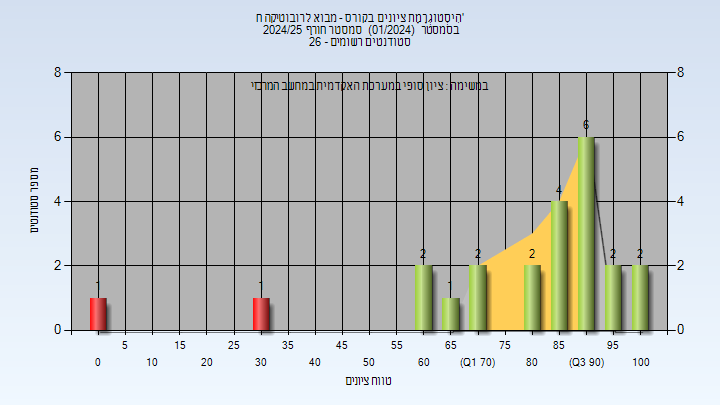 היסטוגרמת ציונים בקורס - מבוא לרובוטיקה ח'
בסמסטר (01/2024) סמסטר חורף 2024/25
26 - סטודנטים רשומים
במשימה : ציון סופי במערכת האקדמית במחשב המרכזי
8 8
6 6
4 4
2 2
0 0
מספר סטודנטים
1 1 2 1 2 2 4 6 2 2
5 15 25 35 45 55 65 75 85 95
0 10 20 30 40 50 60 (Q1 70) 80 (Q3 90) 100
טווח ציונים